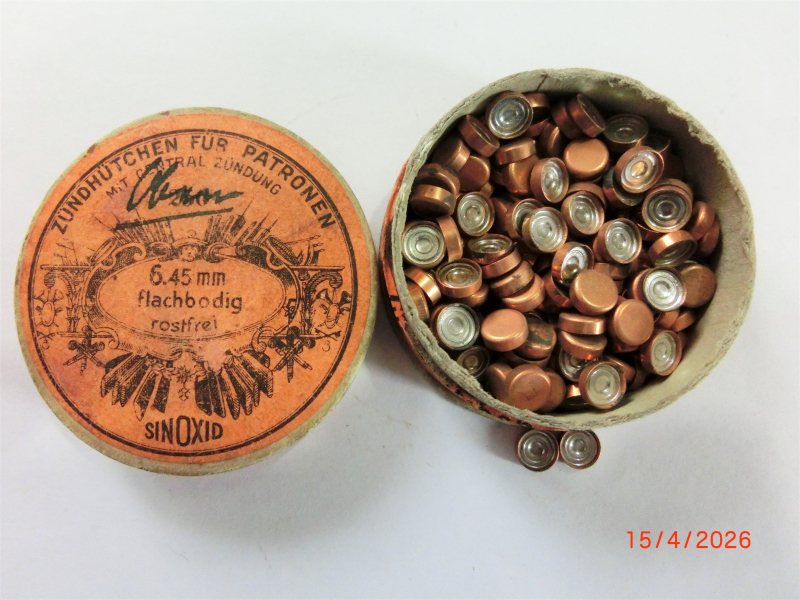 ZÜNDHÜTCHEN FÜR PATRONEN
MIT CENTRAL ZÜNDUNG
6.45 mm
flachbodig
rostfrei
SINOXID
15/4/2026